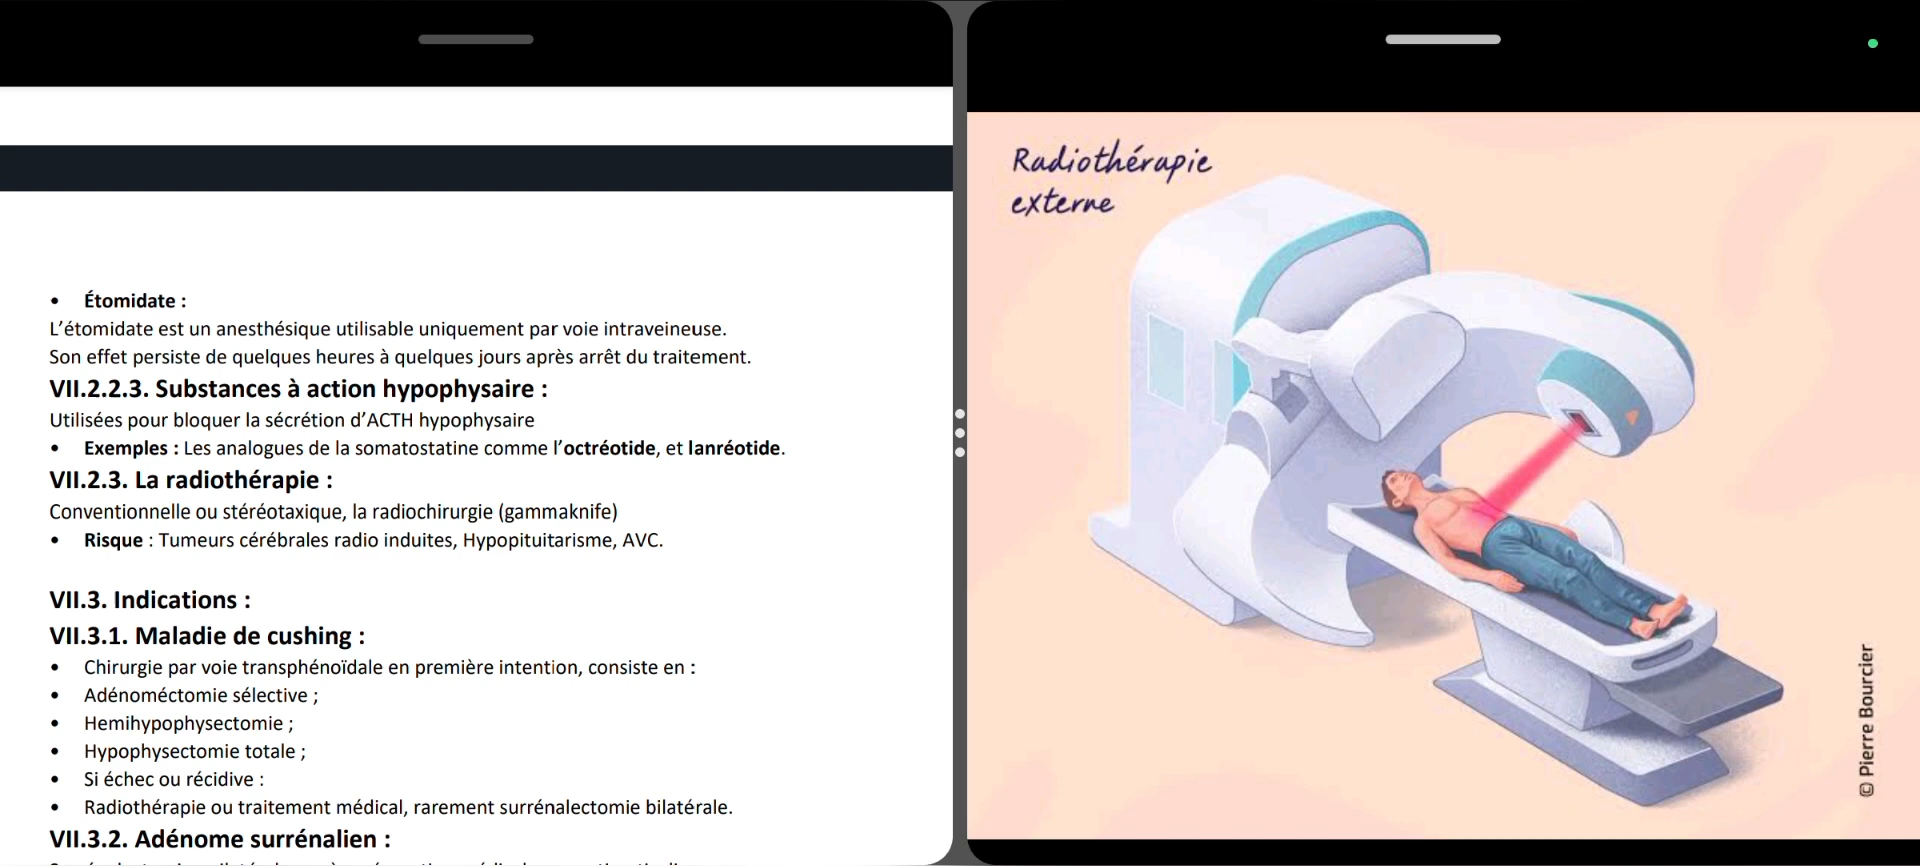 • Étomidate :
L’étomidate est un anesthésique utilisable uniquement par voie intraveineuse.
Son effet persiste de quelques heures à quelques jours après arrêt du traitement.
VII.2.2.3. Substances à action hypophysaire :
Utilisées pour bloquer la sécrétion d’ACTH hypophysaire
• Exemples : Les analogues de la somatostatine comme l’octréotide, et lanréotide.
VII.2.3. La radiothérapie :
Conventionnelle ou stéréotaxique, la radiochirurgie (gammaknife)
• Risque : Tumeurs cérébrales radio induites, Hypopituitarisme, AVC.
VII.3. Indications :
VII.3.1. Maladie de cushing :
• Chirurgie par voie transphénoïdale en première intention, consiste en :
• Adénoméctomie sélective ;
• Hemihypophysectomie ;
• Hypophysectomie totale ;
• Si échec ou récidive :
• Radiothérapie ou traitement médical, rarement surrénalectomie bilatérale.
VII.3.2. Adénome surrénalien :
Radiothérapie
externe
© Pierre Bourcier